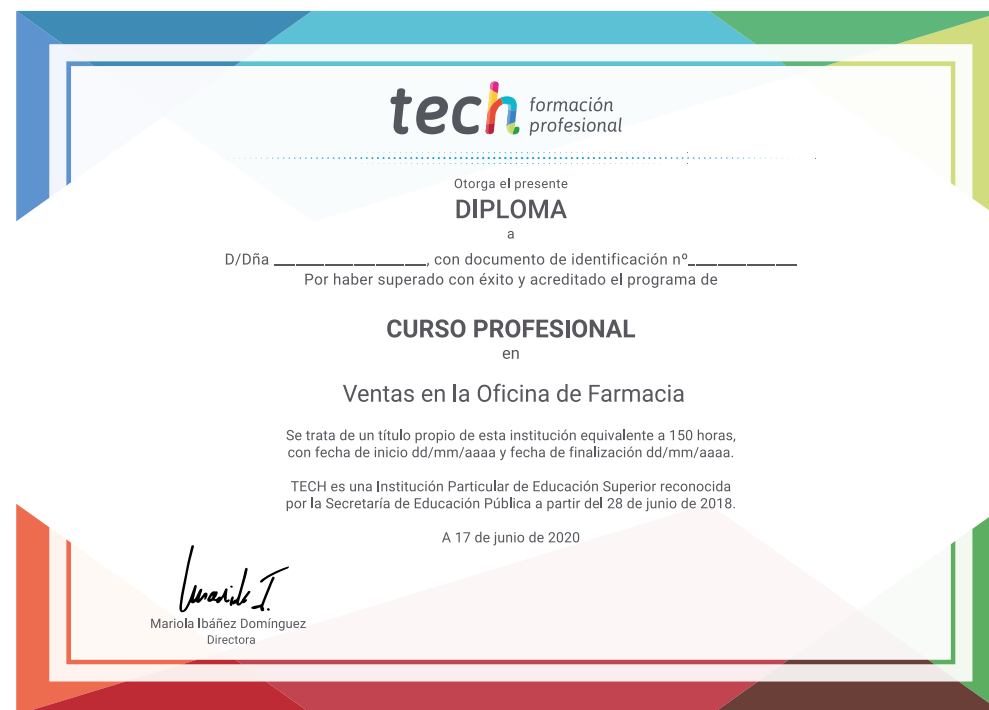 tech formación
profesional
Otorga el presente
DIPLOMA
a
D/Dña ___________________, con documento de identificación nº______________
Por haber superado con éxito y acreditado el programa de
CURSO PROFESIONAL
en
Ventas en la Oficina de Farmacia
Se trata de un título propio de esta institución equivalente a 150 horas,
con fecha de inicio dd/mm/aaaa y fecha de finalización dd/mm/aaaa.
TECH es una Institución Particular de Educación Superior reconocida
por la Secretaría de Educación Pública a partir del 28 de junio de 2018.
A 17 de junio de 2020
Mariola Ibáñez Domínguez
Directora